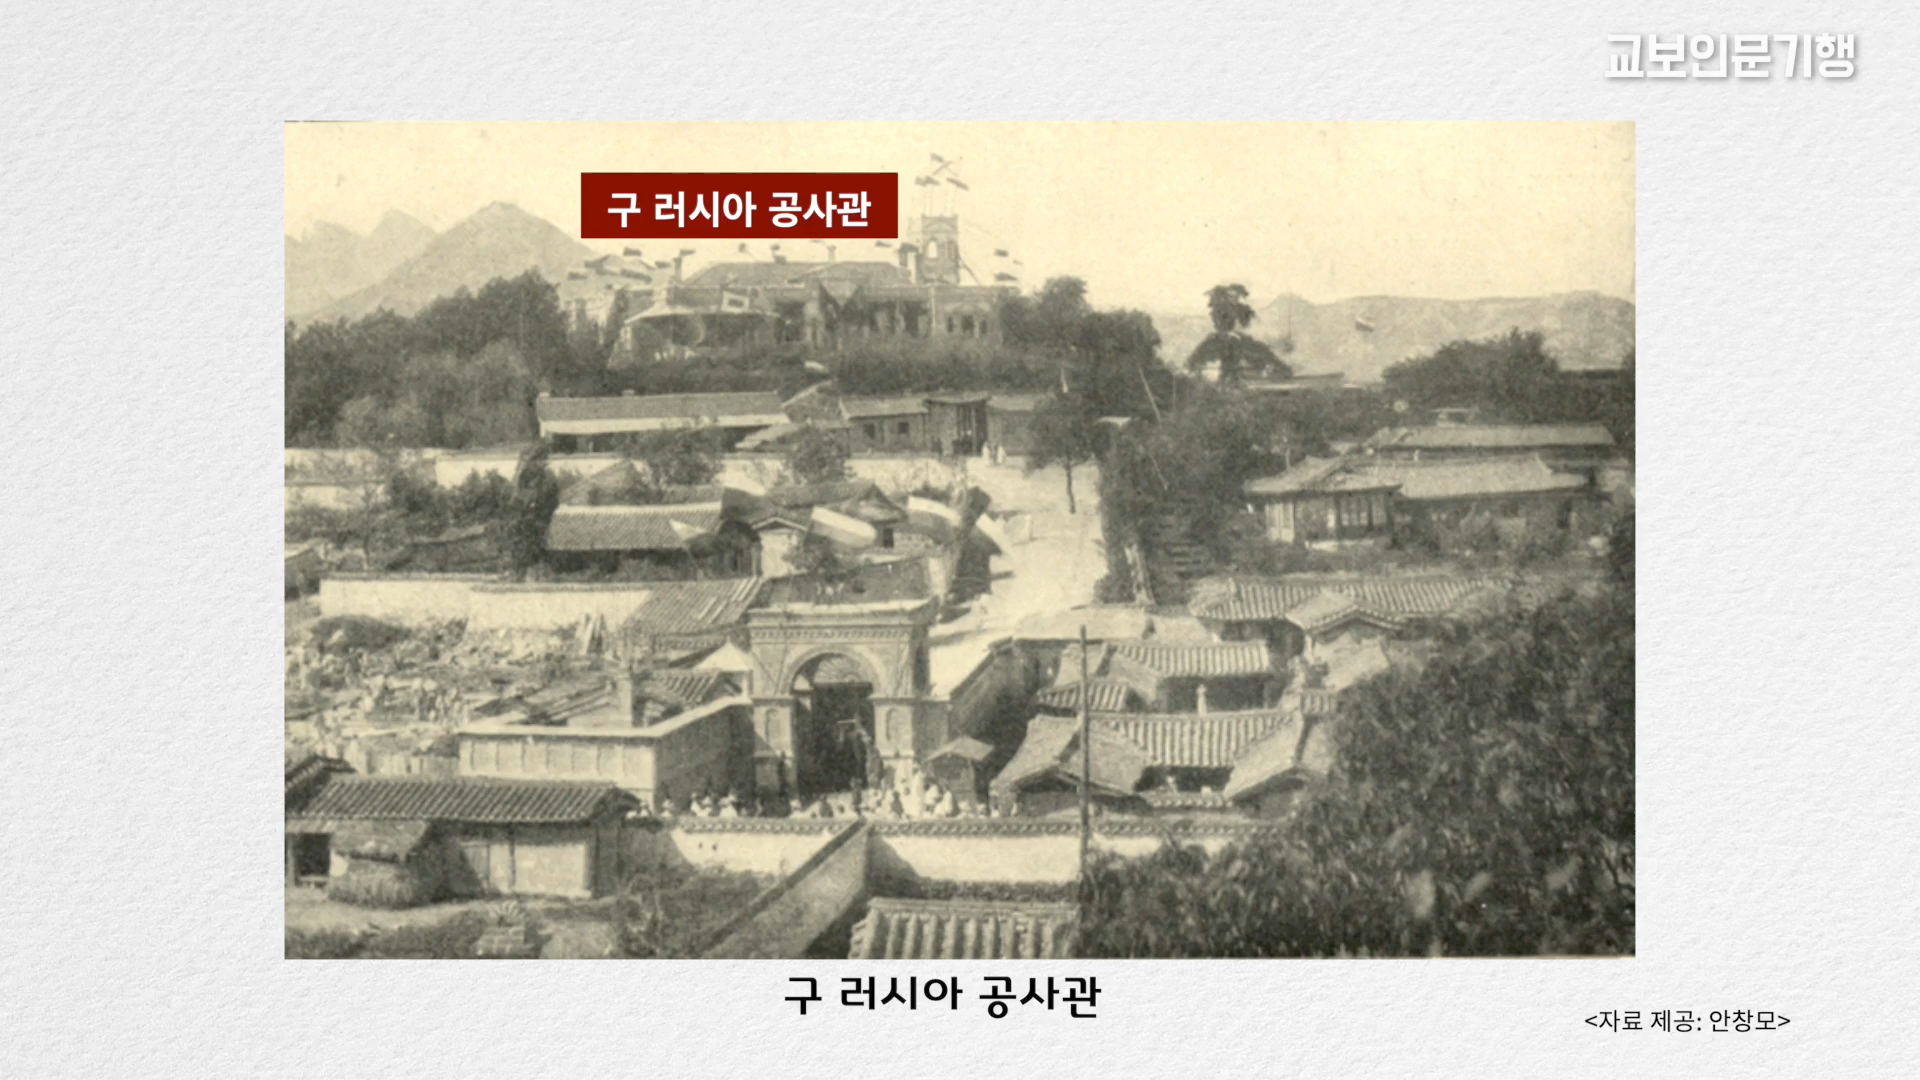 교보인문기행
구 러시아 공사관
구 러시아 공사관
<자료 제공: 안창모>